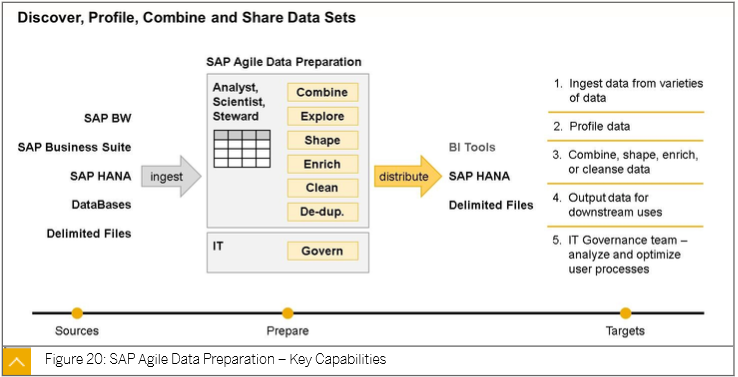 Discover, Profile, Combine and Share Data Sets
SAP BW
SAP Business Suite
SAP HANA
DataBases
Delimited Files
ingest
SAP Agile Data Preparation
Analyst,
Scientist,
Steward
Combine
Explore
Shape
Enrich
Clean
De-dup.
IT
Govern
distribute
BI Tools
SAP HANA
Delimited Files
1. Ingest data from varieties
of data
2. Profile data
3. Combine, shape, enrich,
or cleanse data
4. Output data for
downstream uses
5. IT Governance team –
analyze and optimize
user processes
Sources
Prepare
Targets
Figure 20: SAP Agile Data Preparation – Key Capabilities